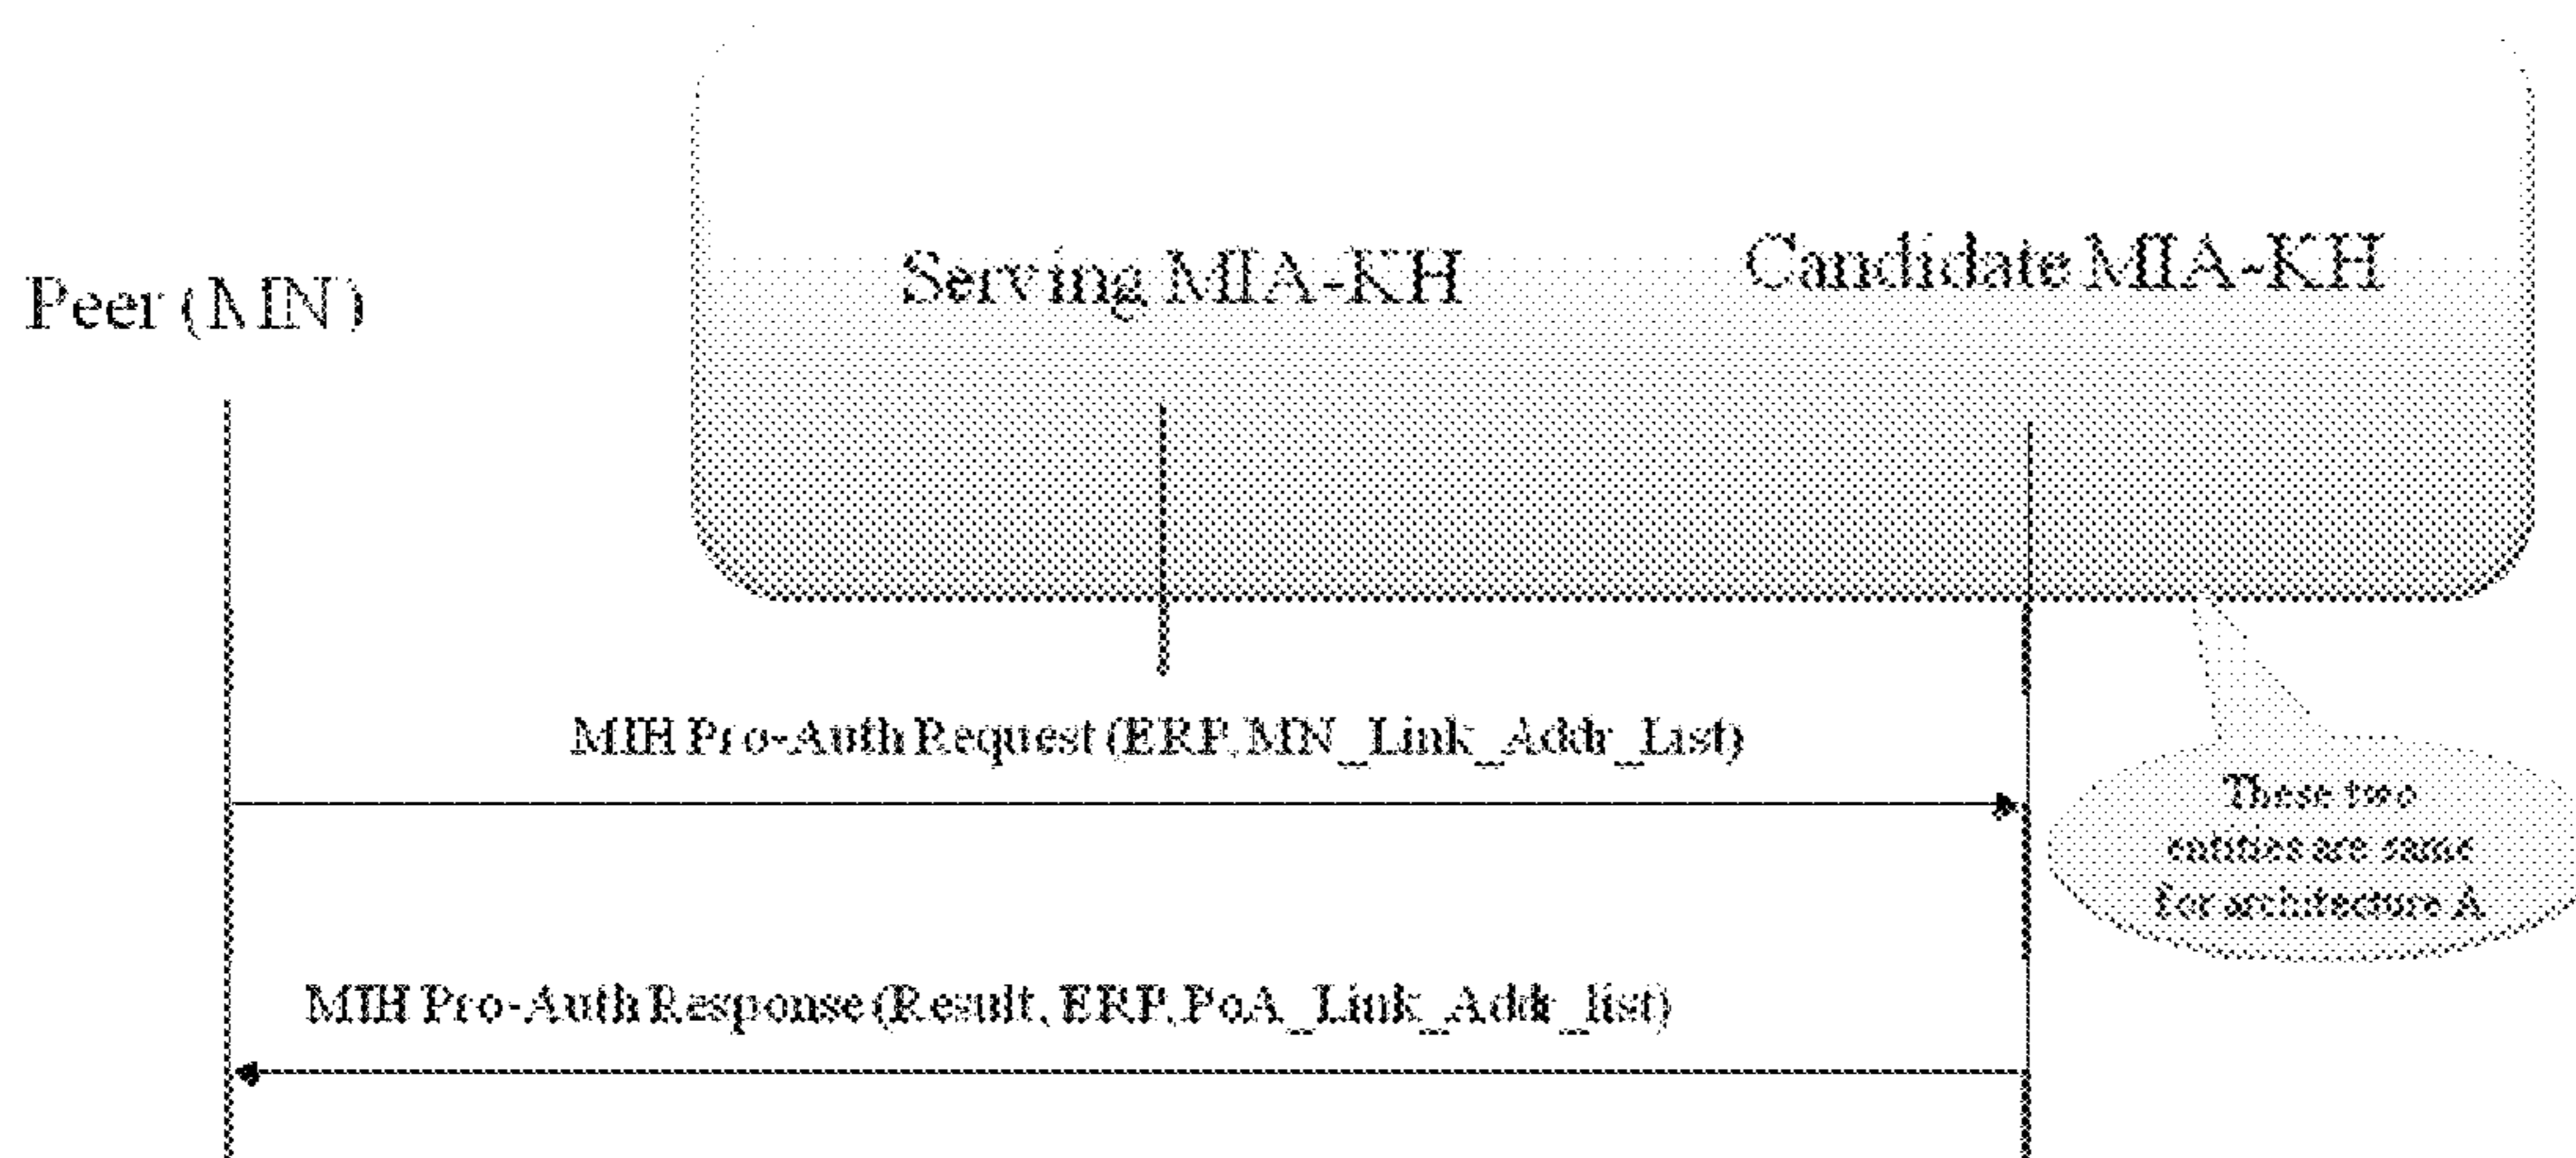 Peer (MN)
Serving MIA-KH
Candidate MIA-KH
MIH Pro-Auth Request (ERP, MN_Link_Addr_List)
These two
entities are same
for architecture A
MIH Pro-Auth Response (Result, ERP, PoA_Link_Addr_list)